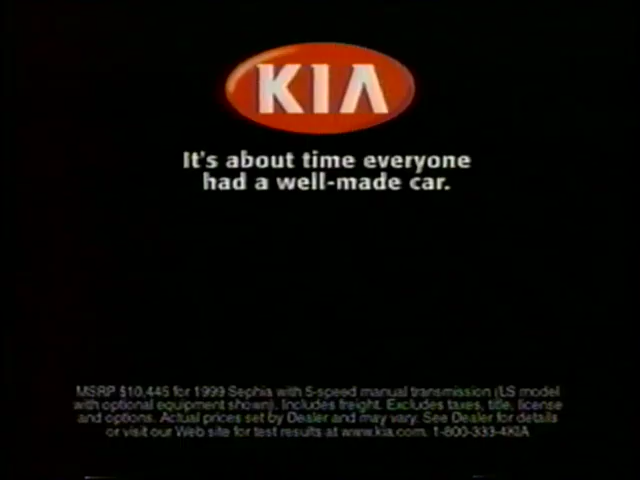 KIA
It's about time everyone
had a well-made car.
MSRP $10,445 for 1999 Sephia with 5-speed manual transmission (LS model
with optional equipment shown). Includes freight. Excludes taxes, title, license
and options. Actual prices set by Dealer and may vary. See Dealer for details
or visit our Web site for test results at www.kia.com. 1-800-333-4KIA